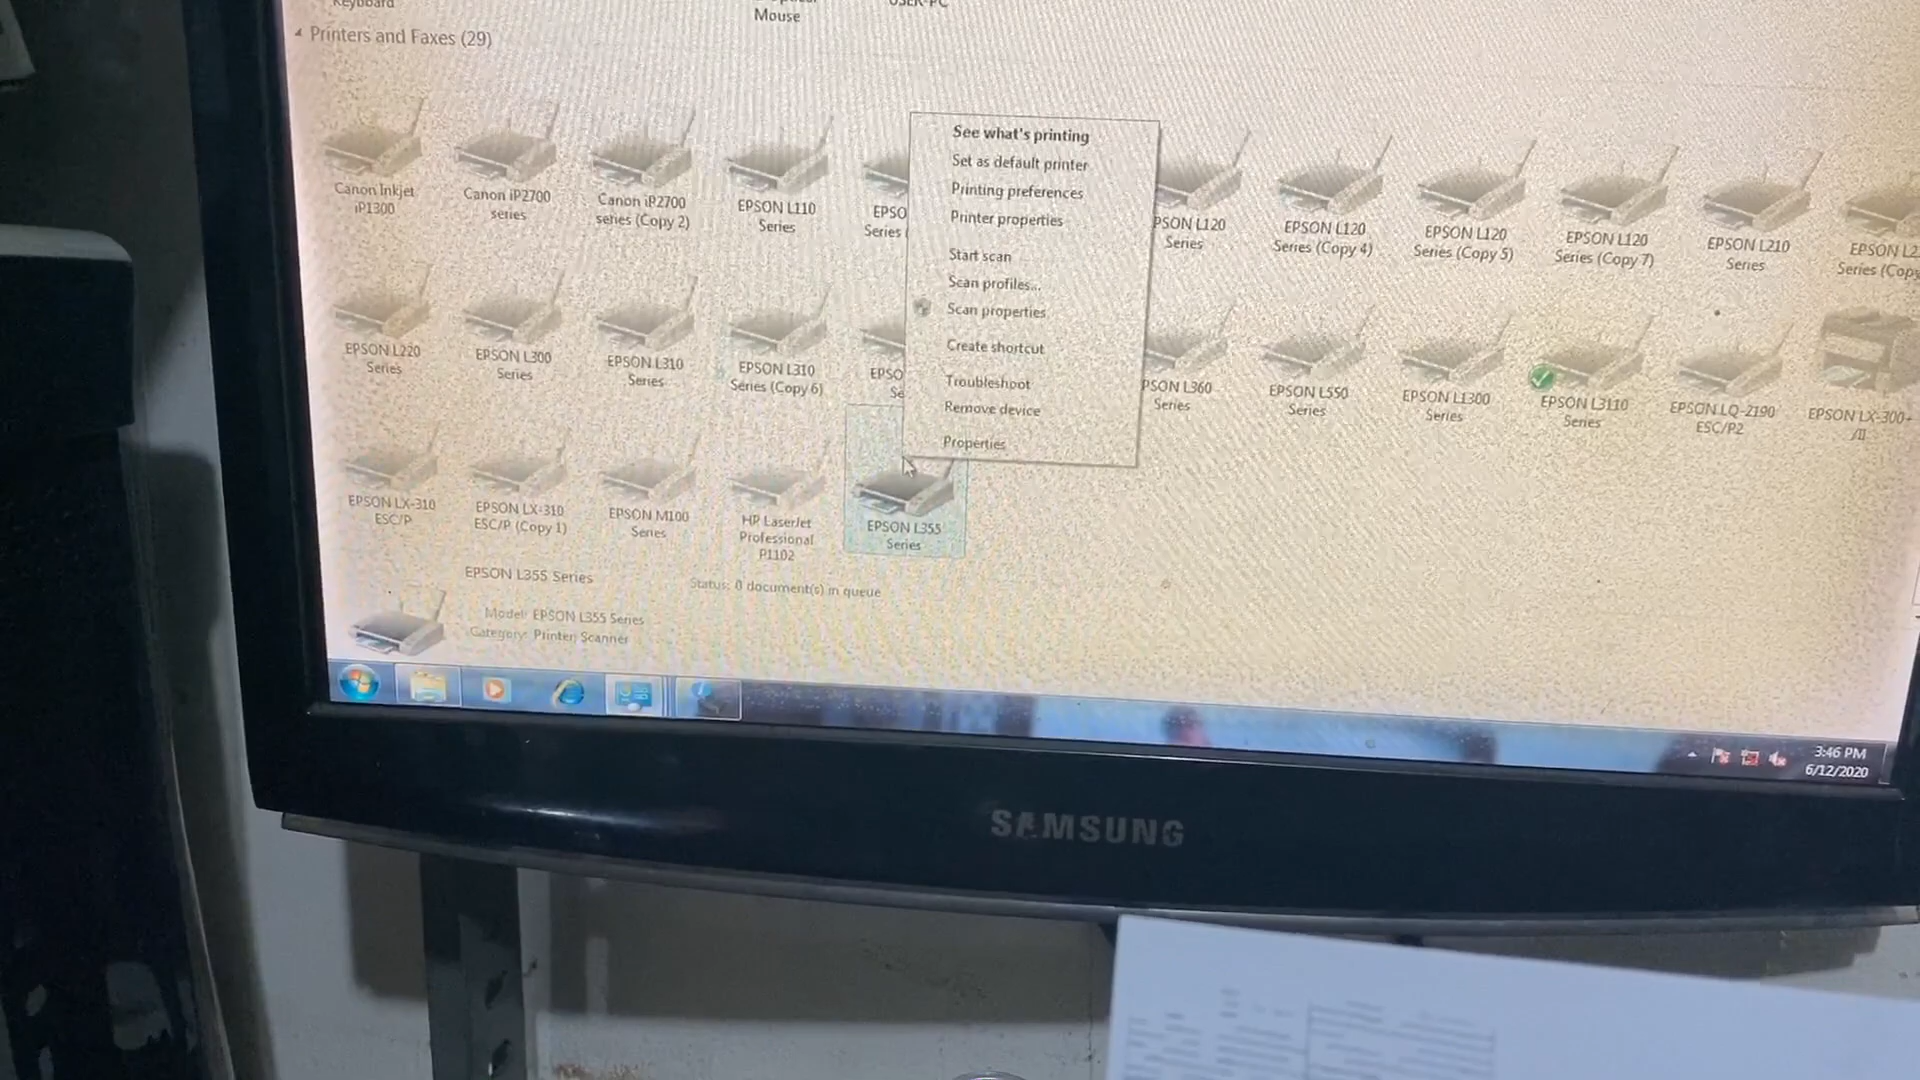 Keyboard
Mouse
USER-PC
Printers and Faxes (29)
Canon Inkjet
iP1300
Canon iP2700
series
Canon iP2700
series (Copy 2)
EPSON L110
Series
EPSO
Series (
PSON L120
Series
EPSON L120
Series (Copy 4)
EPSON L120
Series (Copy 5)
EPSON L120
Series (Copy 7)
EPSON L210
Series
EPSON L2
Series (Copy
See what's printing
Set as default printer
Printing preferences
Printer properties
Start scan
Scan profiles...
Scan properties
Create shortcut
Troubleshoot
Remove device
Properties
EPSON L220
Series
EPSON L300
Series
EPSON L310
Series
EPSON L310
Series (Copy 6)
EPSO
Se
PSON L360
Series
EPSON L550
Series
EPSON L1300
Series
EPSON L3110
Series
EPSON LQ-2190
ESC/P2
EPSON LX-300+
/II
EPSON LX-310
ESC/P
EPSON LX-310
ESC/P (Copy 1)
EPSON M100
Series
HP LaserJet
Professional
P1102
EPSON L355
Series
EPSON L355 Series
Status: 0 document(s) in queue
Model: EPSON L355 Series
Category: Printer; Scanner
3:46 PM
6/12/2020
SAMSUNG